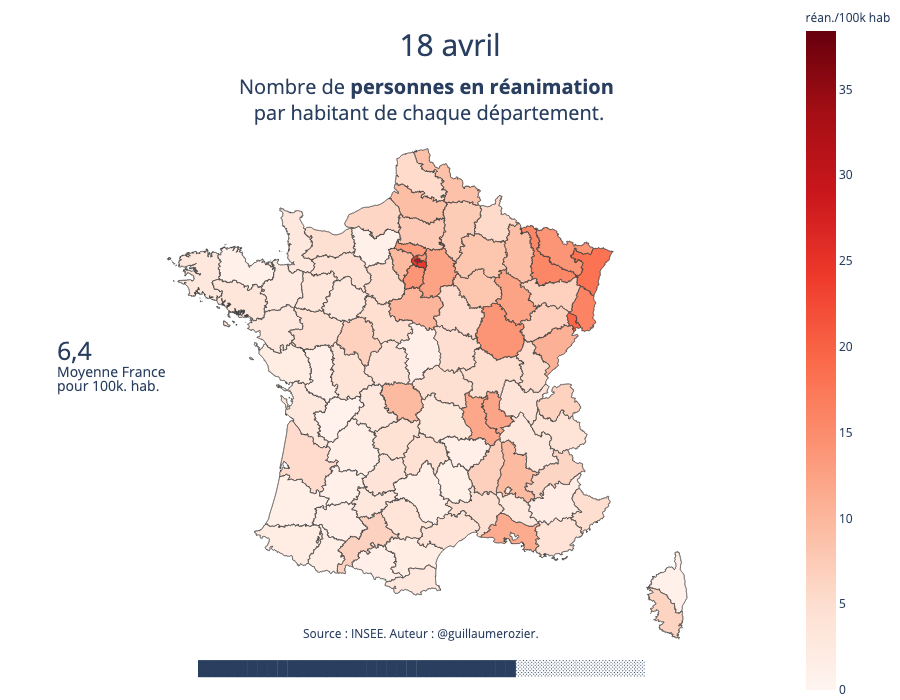 18 avril
Nombre de personnes en réanimation
par habitant de chaque département.
réan./100k hab
35
30
25
20
15
10
5
0
6,4
Moyenne France
pour 100k. hab.
Source : INSEE. Auteur : @guillaumerozier.